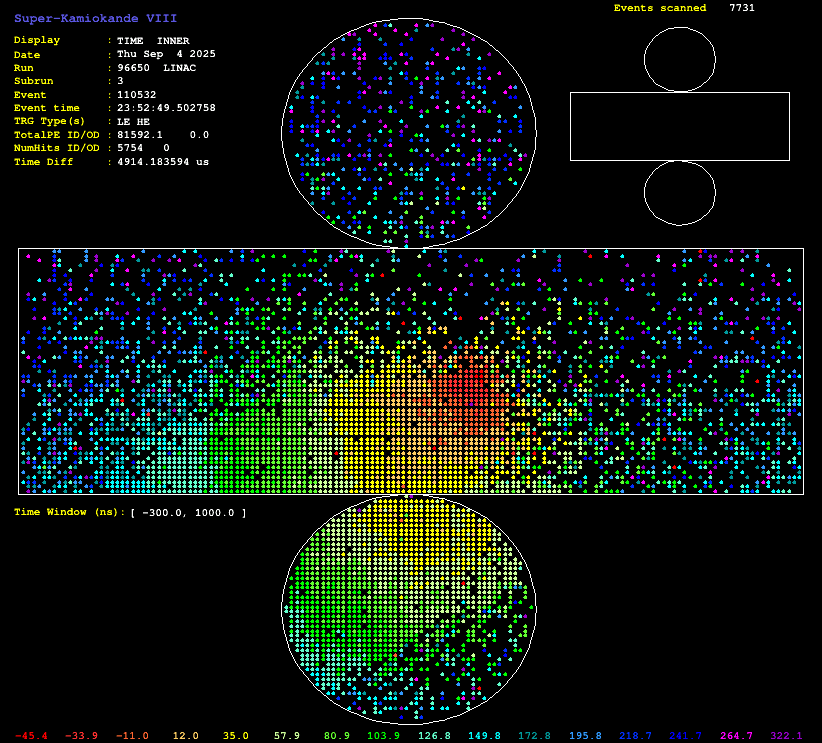 Events scanned 7731
Super-Kamiokande VIII
Display : TIME INNER
Date : Thu Sep 4 2025
Run : 96650 LINAC
Subrun : 3
Event : 110532
Event time : 23:52:49.502758
TRG Type(s) : LE HE
TotalPE ID/OD : 81592.1 0.0
NumHits ID/OD : 5754 0
Time Diff : 4914.183594 us
Time Window (ns): [ -300.0, 1000.0 ]
-45.4 -33.9 -11.0 12.0 35.0 57.9 80.9 103.9 126.8 149.8 172.8 195.8 218.7 241.7 264.7 322.1